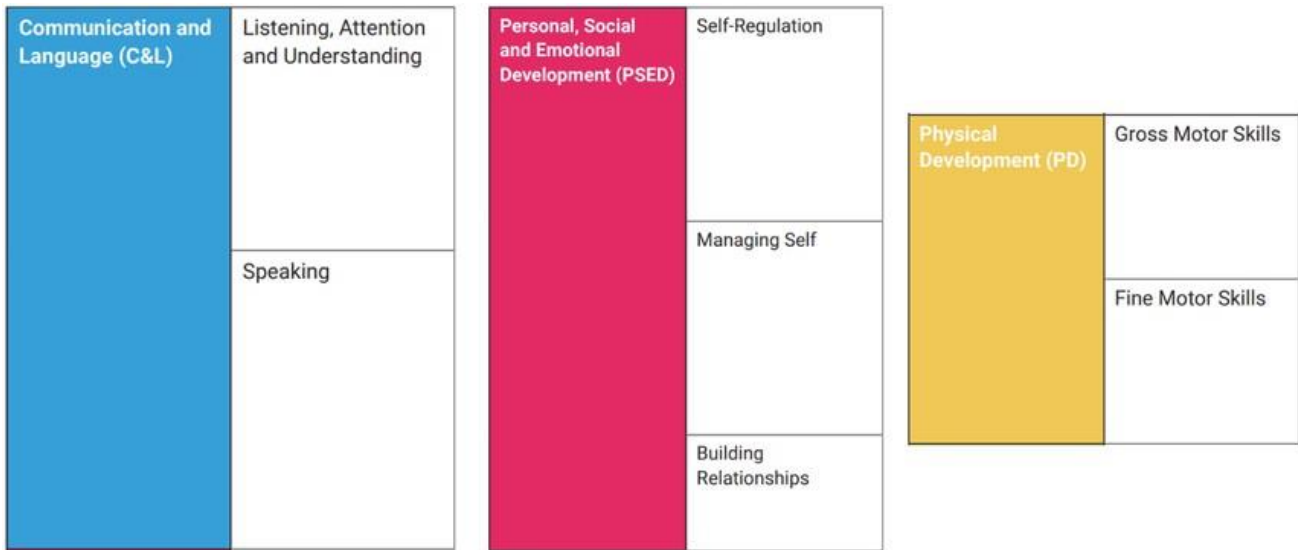 Communication and
Language (C&L)
Listening, Attention
and Understanding
Speaking
Personal, Social
and Emotional
Development (PSED)
Self-Regulation
Managing Self
Building
Relationships
Physical
Development (PD)
Gross Motor Skills
Fine Motor Skills